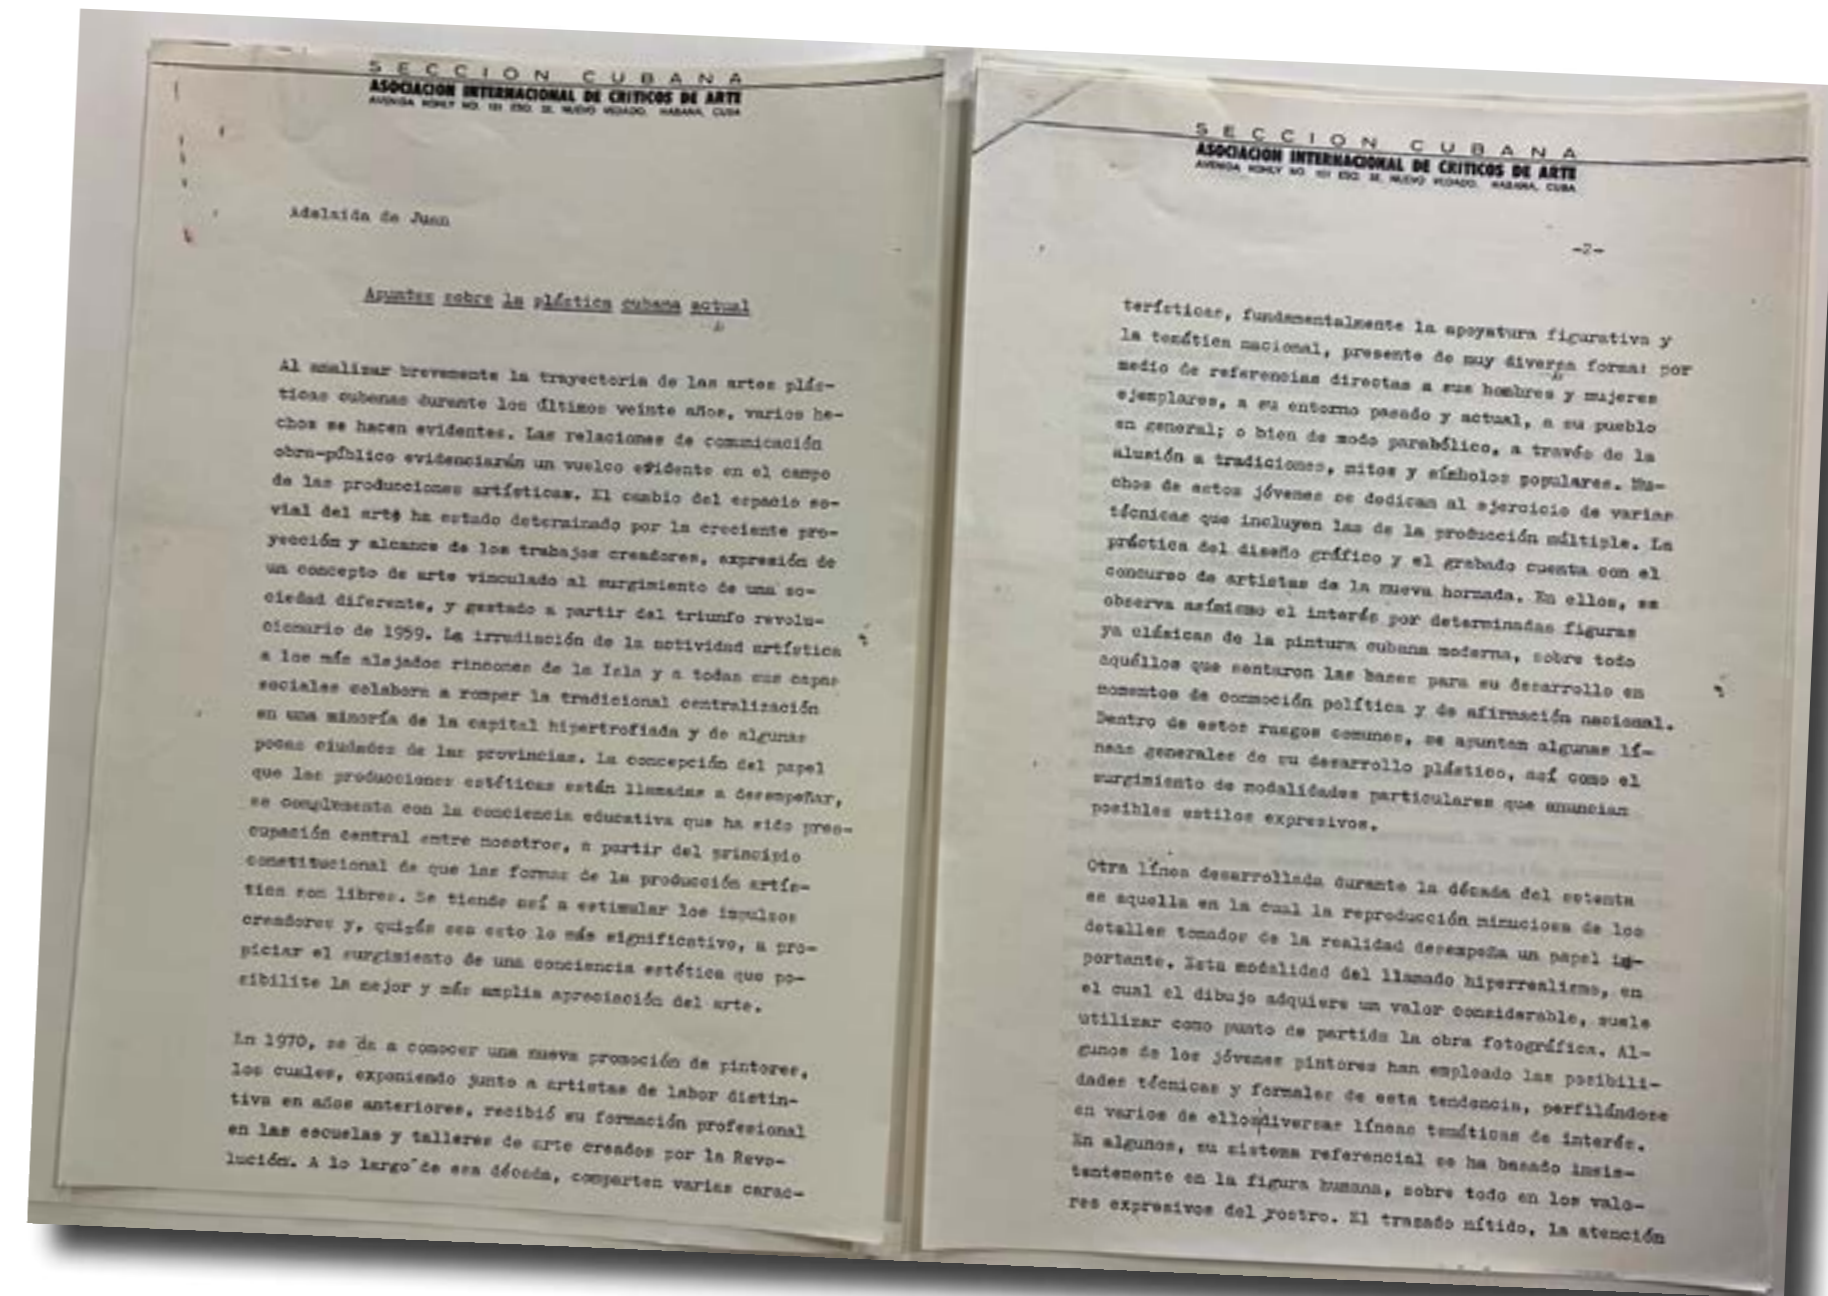 SECCION CUBANA
ASOCIACION INTERNACIONAL DE CRITICOS DE ARTE
AVENIDA KOHLY NO. 151 ESQ. 32, NUEVO VEDADO, HABANA, CUBA
Adelaida de Juan
Apuntes sobre la plástica cubana actual
Al analizar brevemente la trayectoria de las artes plás-
ticas cubanas durante los últimos veinte años, varios he-
chos se hacen evidentes. Las relaciones de comunicación
obra-público evidenciarán un vuelco evidente en el campo
de las producciones artísticas. El cambio del espacio so-
vial del arte ha estado determinado por la creciente pro-
yección y alcance de los trabajos creadores, expresión de
un concepto de arte vinculado al surgimiento de una so-
ciedad diferente, y gestado a partir del triunfo revolu-
cionario de 1959. La irradiación de la actividad artística
a los más alejados rincones de la Isla y a todas sus capas
sociales colabora a romper la tradicional centralización
en una minoría de la capital hipertrofiada y de algunas
pocas ciudades de las provincias. La concepción del papel
que las producciones estéticas están llamadas a desempeñar,
se complementa con la conciencia educativa que ha sido preo-
cupación central entre nosotros, a partir del principio
constitucional de que las formas de la producción artís-
tica son libres. Se tiende así a estimular los impulsos
creadores y, quizás sea esto lo más significativo, a pro-
piciar el surgimiento de una conciencia estética que po-
sibilite la mejor y más amplia apreciación del arte.
En 1970, se da a conocer una nueva promoción de pintores,
los cuales, exponiendo junto a artistas de labor distin-
tiva en años anteriores, recibió su formación profesional
en las escuelas y talleres de arte creados por la Revo-
lución. A lo largo de esa década, comparten varias carac-
SECCION CUBANA
ASOCIACION INTERNACIONAL DE CRITICOS DE ARTE
AVENIDA KOHLY NO. 151 ESQ. 32, NUEVO VEDADO, HABANA, CUBA
-2-
terísticas, fundamentalmente la apoyatura figurativa y
la temática nacional, presente de muy diversa forma: por
medio de referencias directas a sus hombres y mujeres
ejemplares, a su entorno pasado y actual, a su pueblo
en general; o bien de modo parabólico, a través de la
alusión a tradiciones, mitos y símbolos populares. Mu-
chos de estos jóvenes se dedican al ejercicio de varias
técnicas que incluyen las de la producción múltiple. La
práctica del diseño gráfico y el grabado cuenta con el
concurso de artistas de la nueva hornada. En ellos, se
observa asímismo el interés por determinadas figuras
ya clásicas de la pintura cubana moderna, sobre todo
aquéllos que sentaron las bases para su desarrollo en
momentos de conmoción política y de afirmación nacional.
Dentro de estos rasgos comunes, se apuntan algunas lí-
neas generales de su desarrollo plástico, así como el
surgimiento de modalidades particulares que anuncian
posibles estilos expresivos.
Otra línea desarrollada durante la década del setenta
es aquella en la cual la reproducción minuciosa de los
detalles tomados de la realidad desempeña un papel im-
portante. Esta modalidad del llamado hiperrealismo, en
el cual el dibujo adquiere un valor considerable, suele
utilizar como punto de partida la obra fotográfica. Al-
gunos de los jóvenes pintores han empleado las posibili-
dades técnicas y formales de esta tendencia, perfilándose
en varios de ellos diversas líneas temáticas de interés.
En algunos, su sistema referencial se ha basado insis-
tentemente en la figura humana, sobre todo en los valo-
res expresivos del rostro. El trazado nítido, la atención